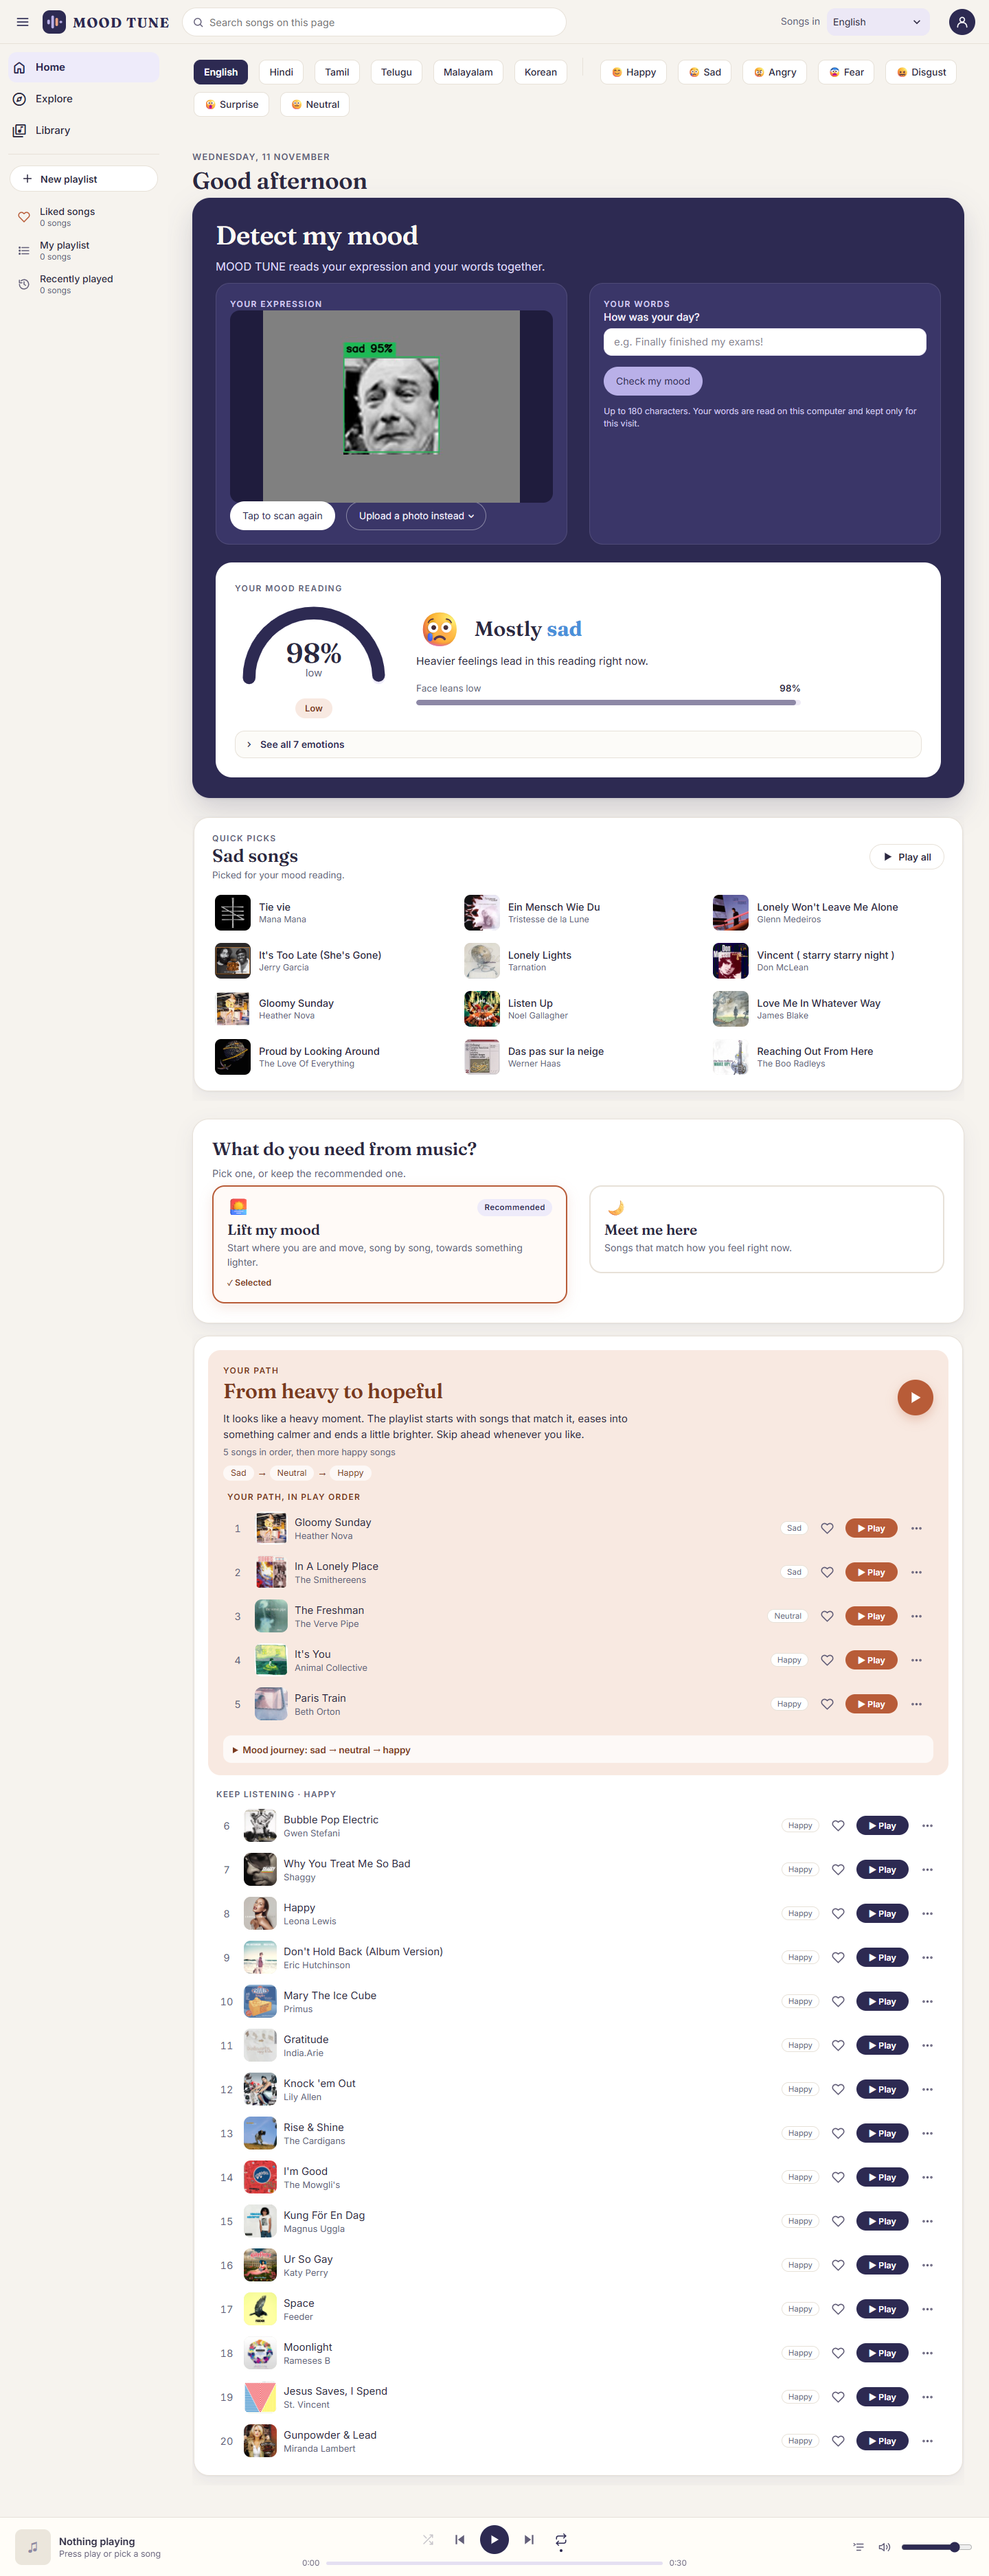 MOOD TUNE
Search songs on this page
Songs in
English
Home
Explore
Library
New playlist
Liked songs
0 songs
My playlist
0 songs
Recently played
0 songs
English
Hindi
Tamil
Telugu
Malayalam
Korean
Happy
Sad
Angry
Fear
Disgust
Surprise
Neutral
WEDNESDAY, 11 NOVEMBER
Good afternoon
Detect my mood
MOOD TUNE reads your expression and your words together.
YOUR EXPRESSION
sad 95%
Tap to scan again
Upload a photo instead
YOUR WORDS
How was your day?
e.g. Finally finished my exams!
Check my mood
Up to 180 characters. Your words are read on this computer and kept only for
this visit.
YOUR MOOD READING
98%
low
Low
Mostly sad
Heavier feelings lead in this reading right now.
Face leans low
98%
See all 7 emotions
QUICK PICKS
Sad songs
Picked for your mood reading.
Play all
Tie vie
Mana Mana
Ein Mensch Wie Du
Tristesse de la Lune
Lonely Won't Leave Me Alone
Glenn Medeiros
It's Too Late (She's Gone)
Jerry Garcia
Lonely Lights
Tarnation
Vincent ( starry starry night )
Don McLean
Gloomy Sunday
Heather Nova
Listen Up
Noel Gallagher
Love Me In Whatever Way
James Blake
Proud by Looking Around
The Love Of Everything
Das pas sur la neige
Werner Haas
Reaching Out From Here
The Boo Radleys
What do you need from music?
Pick one, or keep the recommended one.
Recommended
Lift my mood
Start where you are and move, song by song, towards something
lighter.
✓ Selected
Meet me here
Songs that match how you feel right now.
YOUR PATH
From heavy to hopeful
It looks like a heavy moment. The playlist starts with songs that match it, eases into
something calmer and ends a little brighter. Skip ahead whenever you like.
5 songs in order, then more happy songs
Sad → Neutral → Happy
YOUR PATH, IN PLAY ORDER
1
Gloomy Sunday
Heather Nova
Sad
Play
2
In A Lonely Place
The Smithereens
Sad
Play
3
The Freshman
The Verve Pipe
Neutral
Play
4
It's You
Animal Collective
Happy
Play
5
Paris Train
Beth Orton
Happy
Play
Mood journey: sad → neutral → happy
KEEP LISTENING · HAPPY
6
Bubble Pop Electric
Gwen Stefani
Happy
Play
7
Why You Treat Me So Bad
Shaggy
Happy
Play
8
Happy
Leona Lewis
Happy
Play
9
Don't Hold Back (Album Version)
Eric Hutchinson
Happy
Play
10
Mary The Ice Cube
Primus
Happy
Play
11
Gratitude
India.Arie
Happy
Play
12
Knock 'em Out
Lily Allen
Happy
Play
13
Rise & Shine
The Cardigans
Happy
Play
14
I'm Good
The Mowgli's
Happy
Play
15
Kung För En Dag
Magnus Uggla
Happy
Play
16
Ur So Gay
Katy Perry
Happy
Play
17
Space
Feeder
Happy
Play
18
Moonlight
Rameses B
Happy
Play
19
Jesus Saves, I Spend
St. Vincent
Happy
Play
20
Gunpowder & Lead
Miranda Lambert
Happy
Play
Nothing playing
Press play or pick a song
0:00
0:30